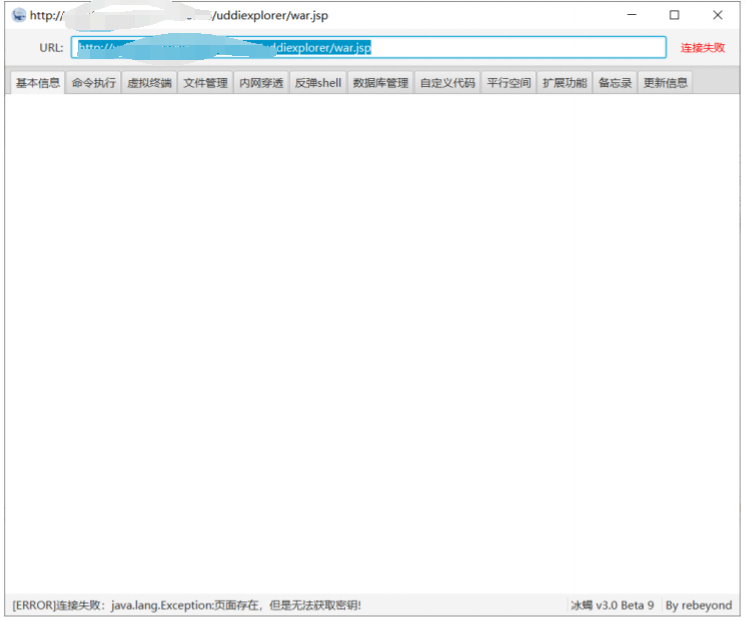 http:/ /uddiexplorer/war.jsp
URL: http:// ddiexplorer/war.jsp 连接失败
基本信息 命令执行 虚拟终端 文件管理 内网穿透 反弹shell 数据库管理 自定义代码 平行空间 扩展功能 备忘录 更新信息
[ERROR]连接失败：java.lang.Exception:页面存在，但是无法获取密钥! 冰蝎 v3.0 Beta 9 By rebeyond